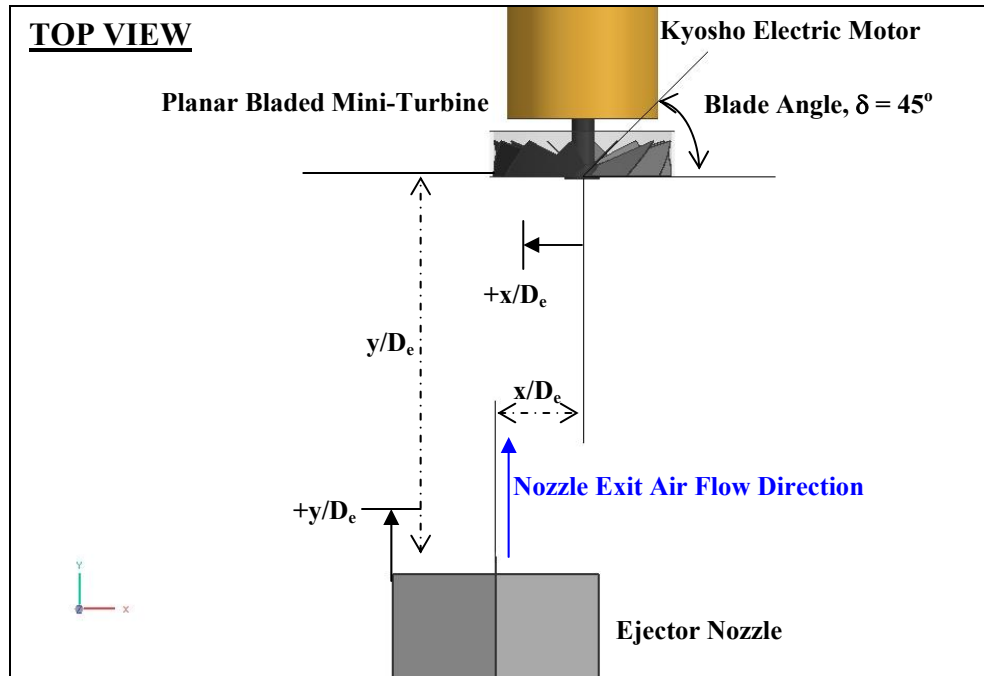 TOP VIEW
Kyosho Electric Motor
Planar Bladed Mini-Turbine
Blade Angle, δ = 45°
+x/Dₑ
y/Dₑ
x/Dₑ
Nozzle Exit Air Flow Direction
+y/Dₑ
Y
X
Ejector Nozzle